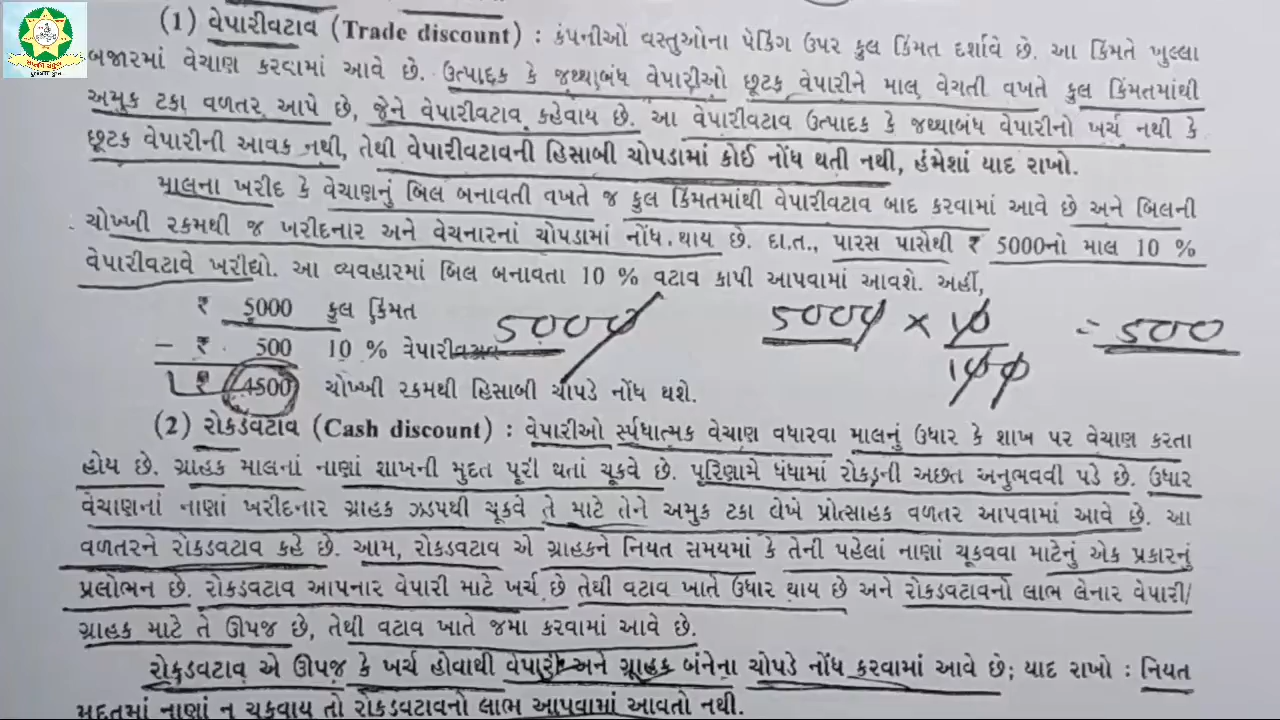 (1) વેપારીવટાવ (Trade discount) : કંપનીઓ વસ્તુઓના પેકિંગ ઉપર કુલ કિંમત દર્શાવે છે. આ કિંમતે ખુલ્લા
બજારમાં વેચાણ કરવામાં આવે છે. ઉત્પાદક કે જથ્થાબંધ વેપારીઓ છૂટક વેપારીને માલ વેચતી વખતે કુલ કિંમતમાંથી
અમુક ટકા વળતર આપે છે, જેને વેપારીવટાવ કહેવાય છે. આ વેપારીવટાવ ઉત્પાદક કે જથ્થાબંધ વેપારીનો ખર્ચ નથી કે
છૂટક વેપારીની આવક નથી, તેથી વેપારીવટાવની હિસાબી ચોપડામાં કોઈ નોંધ થતી નથી, હંમેશાં યાદ રાખો.
માલના ખરીદ કે વેચાણનું બિલ બનાવતી વખતે જ કુલ કિંમતમાંથી વેપારીવટાવ બાદ કરવામાં આવે છે અને બિલની
ચોખ્ખી રકમથી જ ખરીદનાર અને વેચનારનાં ચોપડામાં નોંધ થાય છે. દા.ત., પારસ પાસેથી ₹ 5000નો માલ 10 %
વેપારીવટાવે ખરીદ્યો. આ વ્યવહારમાં બિલ બનાવતા 10 % વટાવ કાપી આપવામાં આવશે. અહીં,
₹ 5000 કુલ કિંમત 5000 5000 × 10 = 500
– ₹ 500 10 % વેપારીવટાવ 100
₹ 4500 ચોખ્ખી રકમથી હિસાબી ચોપડે નોંધ થશે.
(2) રોકડવટાવ (Cash discount) : વેપારીઓ સ્પર્ધાત્મક વેચાણ વધારવા માલનું ઉધાર કે શાખ પર વેચાણ કરતા
હોય છે. ગ્રાહક માલનાં નાણાં શાખની મુદત પૂરી થતાં ચૂકવે છે. પરિણામે ધંધામાં રોકડની અછત અનુભવવી પડે છે. ઉધાર
વેચાણનાં નાણાં ખરીદનાર ગ્રાહક ઝડપથી ચૂકવે તે માટે તેને અમુક ટકા લેખે પ્રોત્સાહક વળતર આપવામાં આવે છે. આ
વળતરને રોકડવટાવ કહે છે. આમ, રોકડવટાવ એ ગ્રાહકને નિયત સમયમાં કે તેની પહેલાં નાણાં ચૂકવવા માટેનું એક પ્રકારનું
પ્રલોભન છે. રોકડવટાવ આપનાર વેપારી માટે ખર્ચ છે તેથી વટાવ ખાતે ઉધાર થાય છે અને રોકડવટાવનો લાભ લેનાર વેપારી/
ગ્રાહક માટે તે ઊપજ છે, તેથી વટાવ ખાતે જમા કરવામાં આવે છે.
રોકડવટાવ એ ઊપજ કે ખર્ચ હોવાથી વેપારી અને ગ્રાહક બંનેના ચોપડે નોંધ કરવામાં આવે છે; યાદ રાખો : નિયત
મુદતમાં નાણાં ન ચૂકવાય તો રોકડવટાવનો લાભ આપવામાં આવતો નથી.